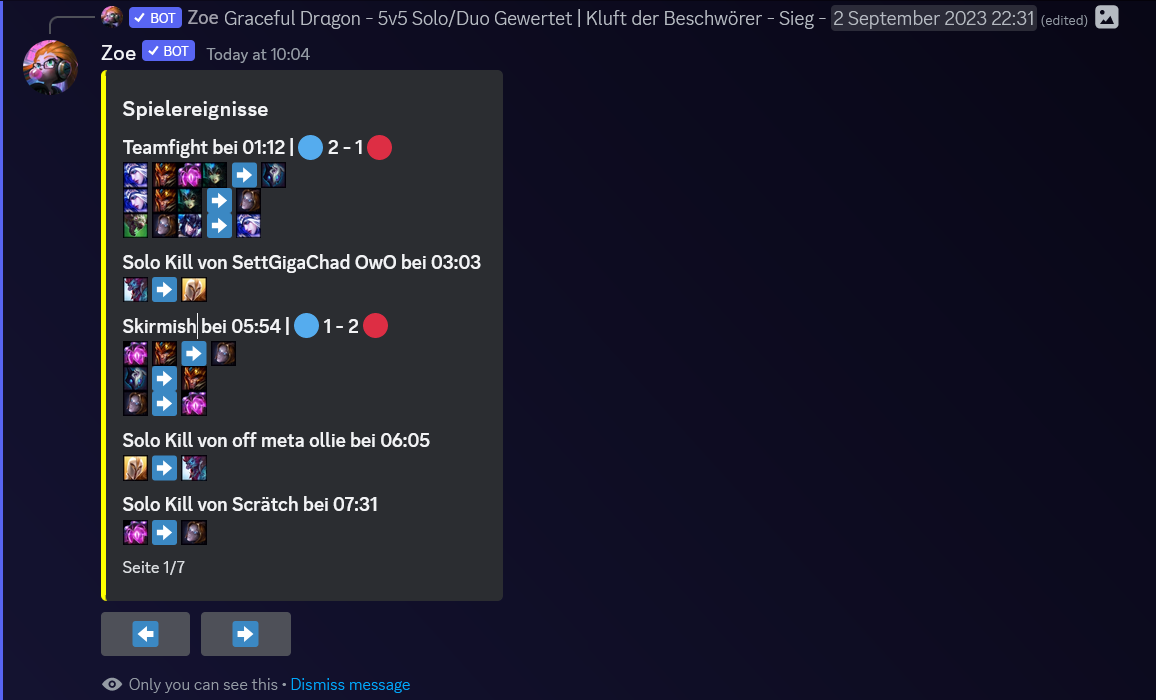 ✓ BOT Zoe Graceful Dragon - 5v5 Solo/Duo Gewertet | Kluft der Beschwörer - Sieg - 2 September 2023 22:31 (edited)
Zoe ✓ BOT Today at 10:04
Spielereignisse
Teamfight bei 01:12 | 2 - 1
Solo Kill von SettGigaChad OwO bei 03:03
Skirmish bei 05:54 | 1 - 2
Solo Kill von off meta ollie bei 06:05
Solo Kill von Scrätch bei 07:31
Seite 1/7
Only you can see this • Dismiss message